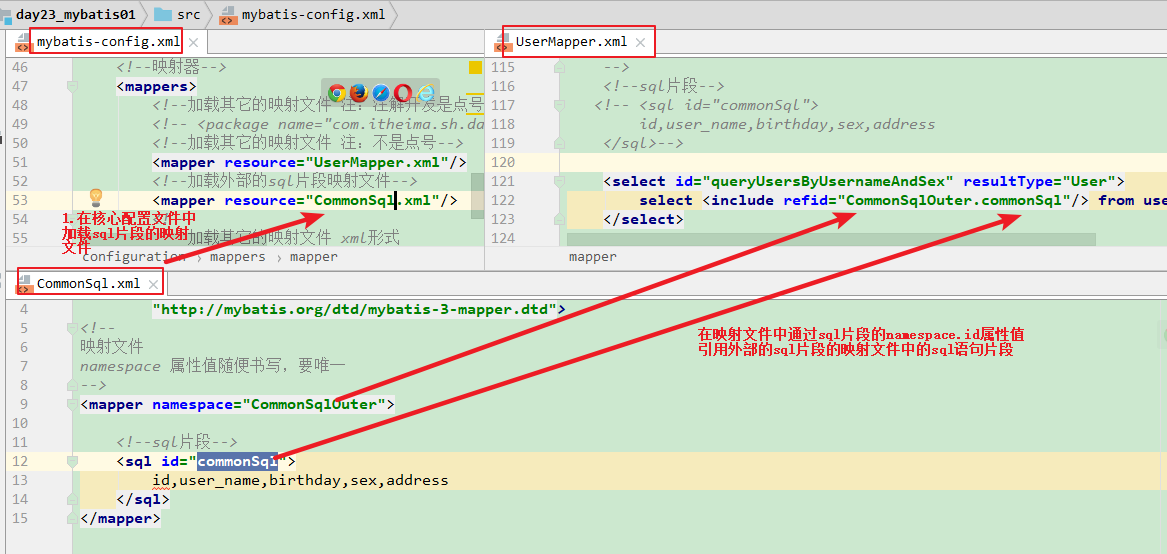 day23_mybatis01 src mybatis-config.xml
mybatis-config.xml
46 <!--映射器-->
47 <mappers>
48 <!--加载其它的映射文件 注：注解开发是点号
49 <!-- <package name="com.itheima.sh.da
50 <!--加载其它的映射文件 注：不是点号-->
51 <mapper resource="UserMapper.xml"/>
52 <!--加载外部的sql片段映射文件-->
53 <mapper resource="CommonSql.xml"/>
54
55 加载其它的映射文件 xml形式
1.在核心配置文件中
加载sql片段的映射
文件
configuration › mappers › mapper
UserMapper.xml
115 -->
116 <!--sql片段-->
117 <!-- <sql id="commonSql">
118 id,user_name,birthday,sex,address
119 </sql>-->
120
121 <select id="queryUsersByUsernameAndSex" resultType="User">
122 select <include refid="CommonSqlOuter.commonSql"/> from use
123 </select>
124
mapper
CommonSql.xml
4 "http://mybatis.org/dtd/mybatis-3-mapper.dtd">
5 <!--
6 映射文件
7 namespace 属性值随便书写，要唯一
8 -->
9 <mapper namespace="CommonSqlOuter">
10
11 <!--sql片段-->
12 <sql id="commonSql">
13 id,user_name,birthday,sex,address
14 </sql>
15 </mapper>
在映射文件中通过sql片段的namespace.id属性值
引用外部的sql片段的映射文件中的sql语句片段